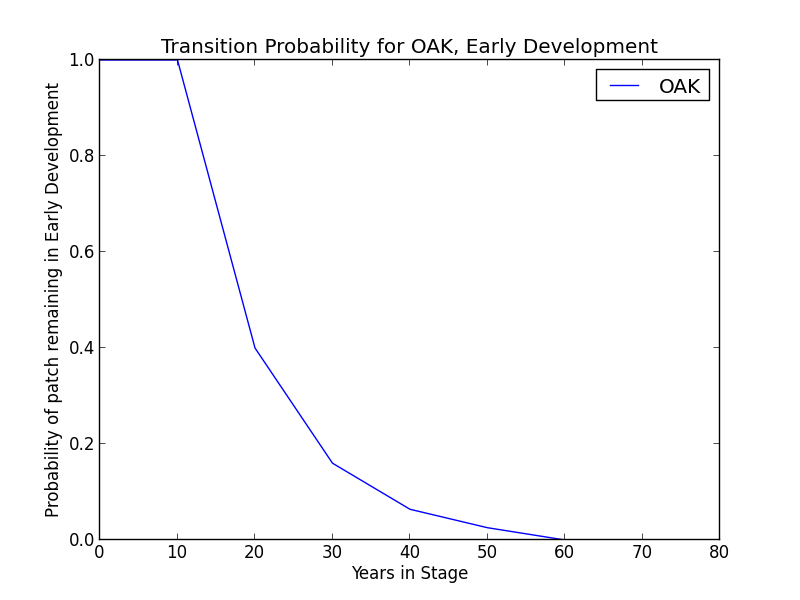 Transition Probability for OAK, Early Development
OAK
Probability of patch remaining in Early Development
1.0
0.8
0.6
0.4
0.2
0.0
0 10 20 30 40 50 60 70 80
Years in Stage